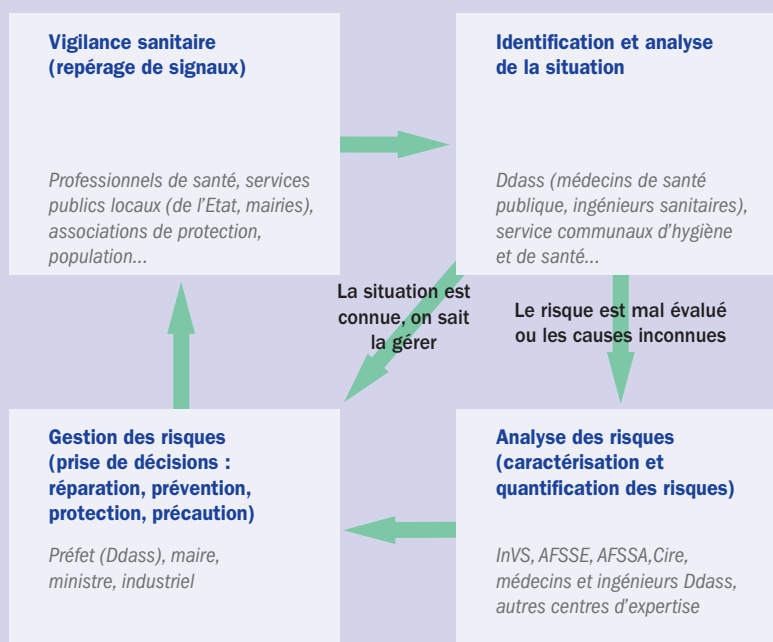 Vigilance sanitaire
(repérage de signaux)
Professionnels de santé, services
publics locaux (de l'Etat, mairies),
associations de protection,
population...
Identification et analyse
de la situation
Ddass (médecins de santé
publique, ingénieurs sanitaires),
service communaux d'hygiène
et de santé...
La situation est
connue, on sait
la gérer
Le risque est mal évalué
ou les causes inconnues
Gestion des risques
(prise de décisions :
réparation, prévention,
protection, précaution)
Préfet (Ddass), maire,
ministre, industriel
Analyse des risques
(caractérisation et
quantification des risques)
InVS, AFSSE, AFSSA,Cire,
médecins et ingénieurs Ddass,
autres centres d'expertise